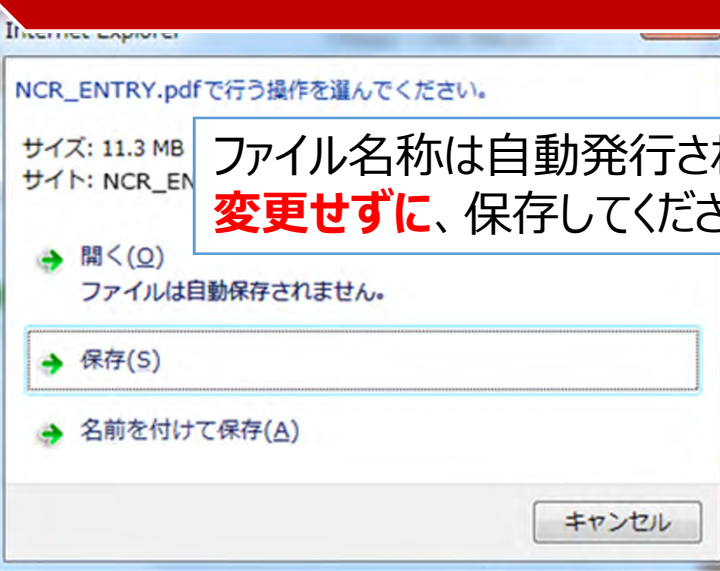 Internet Explorer
NCR_ENTRY.pdfで行う操作を選んでください。
サイズ: 11.3 MB
サイト: NCR_EN
ファイル名称は自動発行され
変更せずに、保存してくださ
開く(O)
ファイルは自動保存されません。
保存(S)
名前を付けて保存(A)
キャンセル